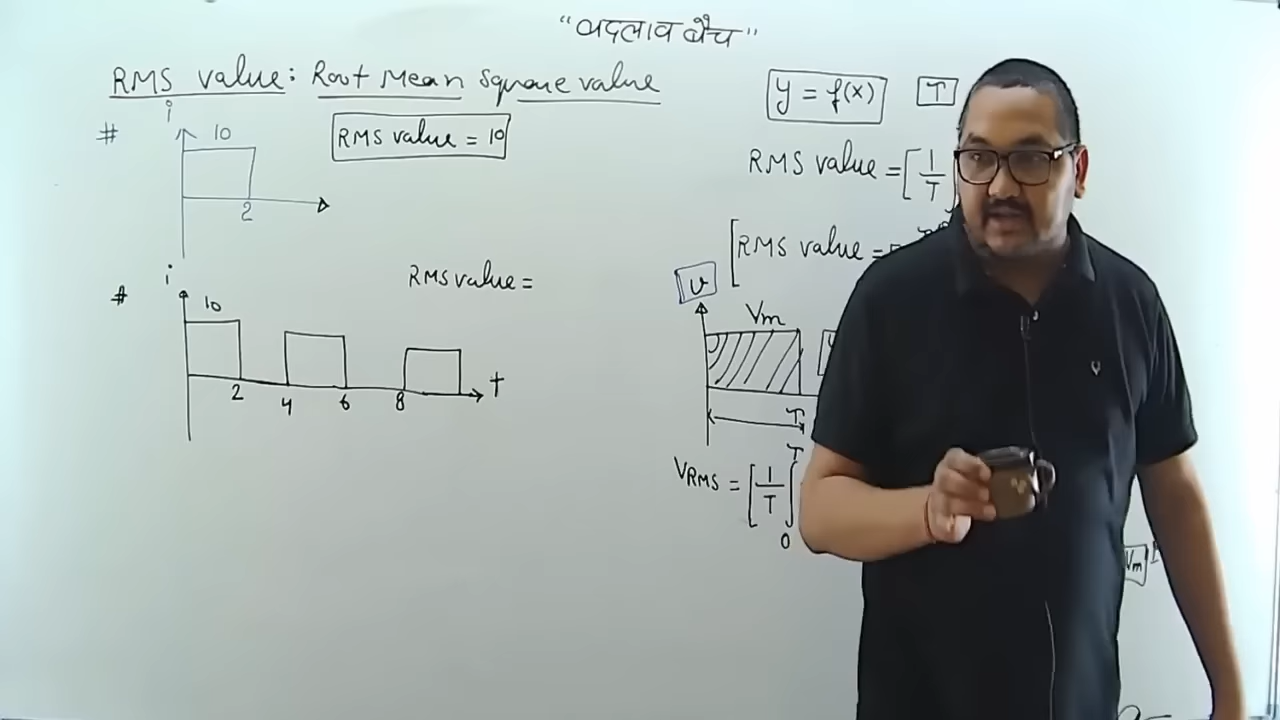 "बदलाव बैच"
RMS value: Root Mean Square value
# i 10
2
RMS value = 10
# i 10
2 4 6 8 t
RMS value =
y = f(x) T
RMS value = [1/T
[RMS value =
v
Vm
T
VRMS = [1/T ∫ T 0
Vm